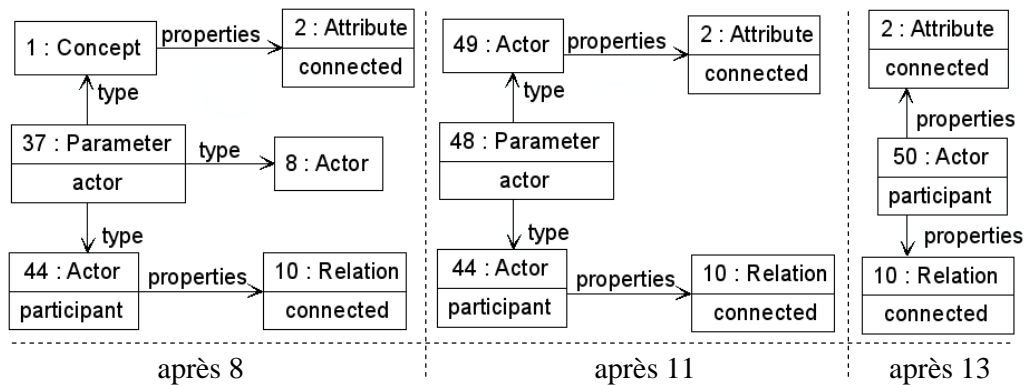 1 : Concept
properties
2 : Attribute
connected
type
37 : Parameter
actor
type
8 : Actor
type
44 : Actor
participant
properties
10 : Relation
connected
après 8
49 : Actor
properties
2 : Attribute
connected
type
48 : Parameter
actor
type
44 : Actor
participant
properties
10 : Relation
connected
après 11
2 : Attribute
connected
properties
50 : Actor
participant
properties
10 : Relation
connected
après 13